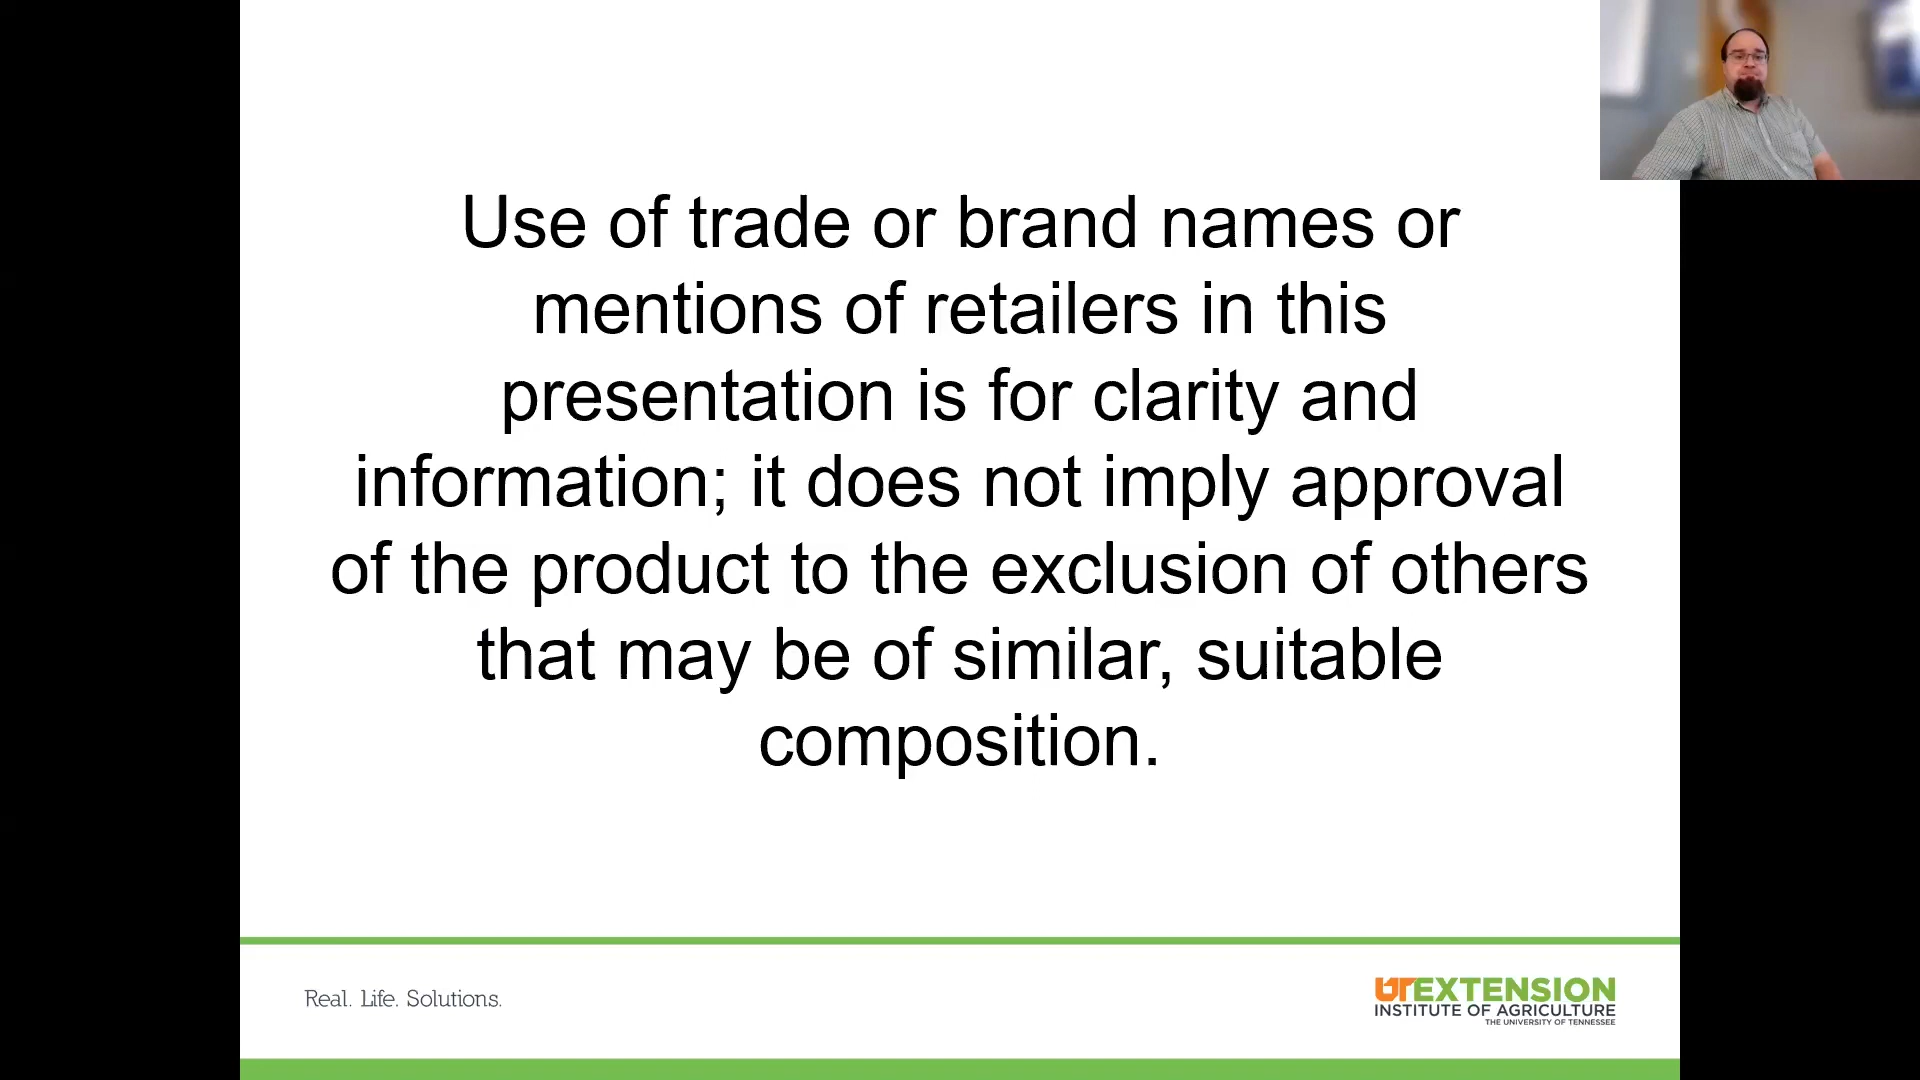 Use of trade or brand names or
mentions of retailers in this
presentation is for clarity and
information; it does not imply approval
of the product to the exclusion of others
that may be of similar, suitable
composition.
Real. Life. Solutions.
UTEXTENSION
INSTITUTE OF AGRICULTURE
THE UNIVERSITY OF TENNESSEE